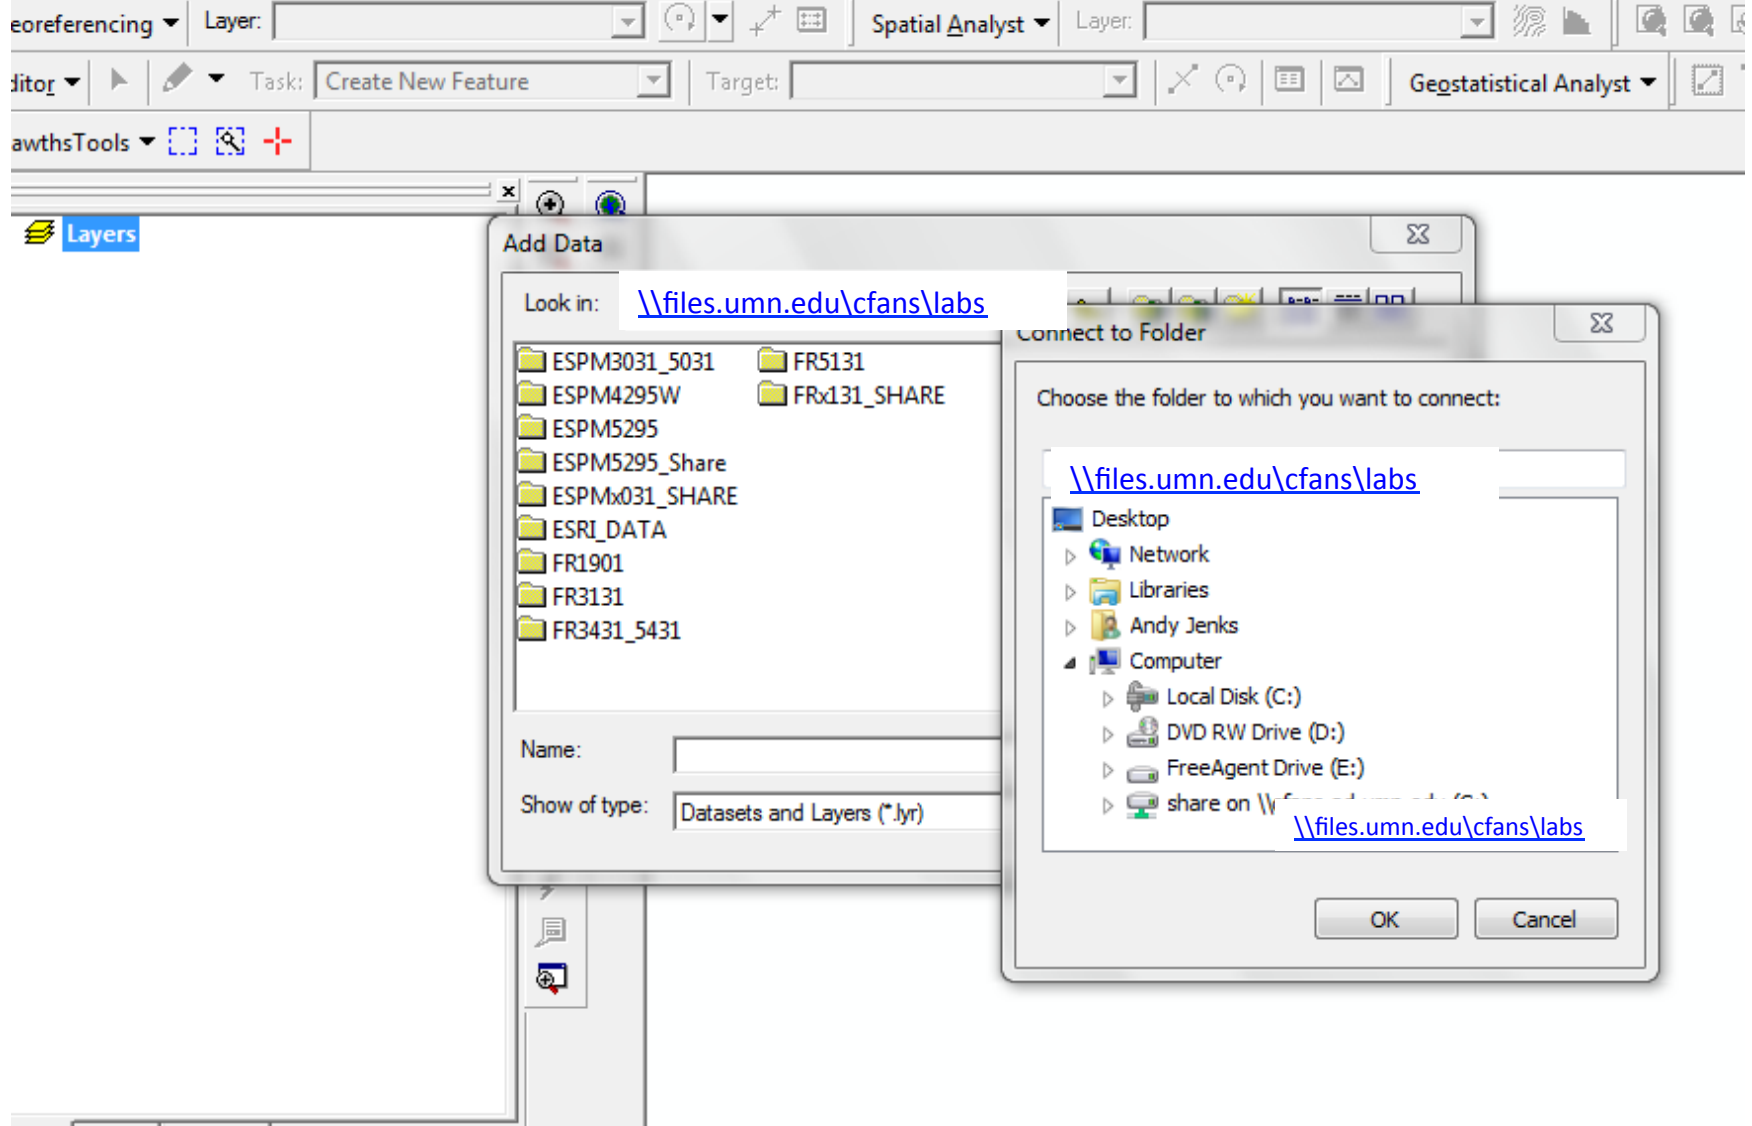 eoreferencing Layer: Spatial Analyst Layer:
ditor Task: Create New Feature Target: Geostatistical Analyst
awthsTools
Layers
Add Data
Look in: \\files.umn.edu\cfans\labs
ESPM3031_5031 FR5131
ESPM4295W FRx131_SHARE
ESPM5295
ESPM5295_Share
ESPMx031_SHARE
ESRI_DATA
FR1901
FR3131
FR3431_5431
Name:
Show of type: Datasets and Layers (*.lyr)
Connect to Folder
Choose the folder to which you want to connect:
\\files.umn.edu\cfans\labs
Desktop
Network
Libraries
Andy Jenks
Computer
Local Disk (C:)
DVD RW Drive (D:)
FreeAgent Drive (E:)
share on
\\files.umn.edu\cfans\labs
OK Cancel